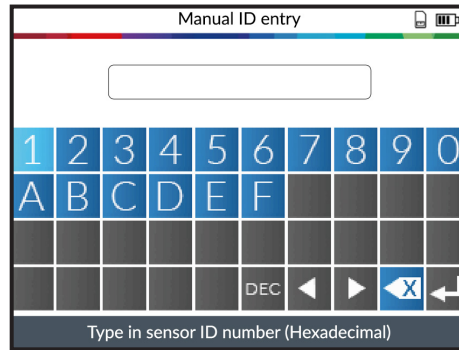 Manual ID entry
1 2 3 4 5 6 7 8 9 0
A B C D E F
DEC X
Type in sensor ID number (Hexadecimal)